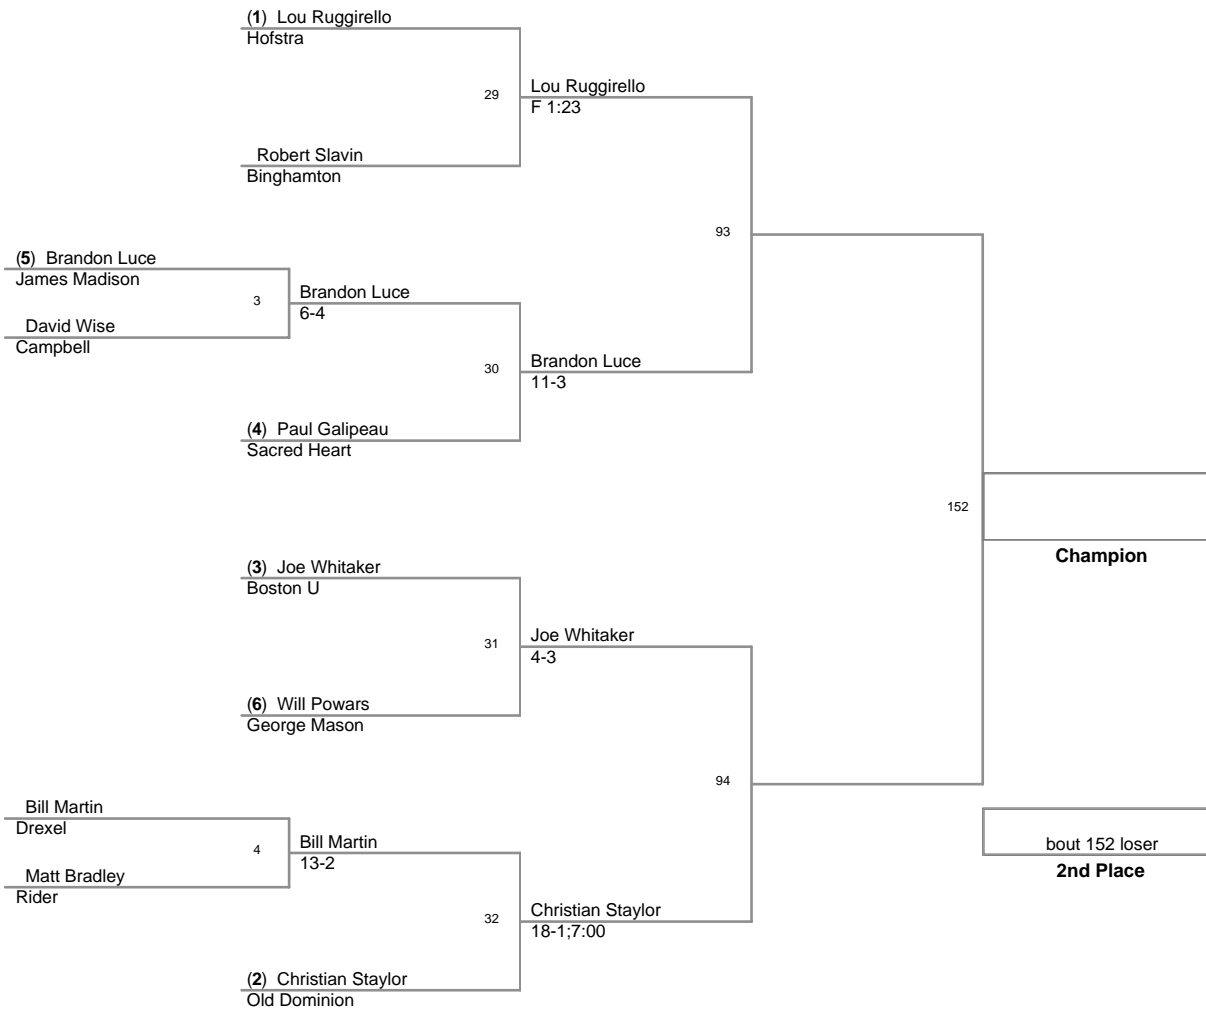 (1) Lou Ruggirello
Hofstra
29
Lou Ruggirello
F 1:23
Robert Slavin
Binghamton
93
(5) Brandon Luce
James Madison
3
Brandon Luce
6-4
David Wise
Campbell
30
Brandon Luce
11-3
(4) Paul Galipeau
Sacred Heart
152
Champion
(3) Joe Whitaker
Boston U
31
Joe Whitaker
4-3
(6) Will Powars
George Mason
94
Bill Martin
Drexel
4
Bill Martin
13-2
Matt Bradley
Rider
bout 152 loser
2nd Place
32
Christian Staylor
18-1;7:00
(2) Christian Staylor
Old Dominion